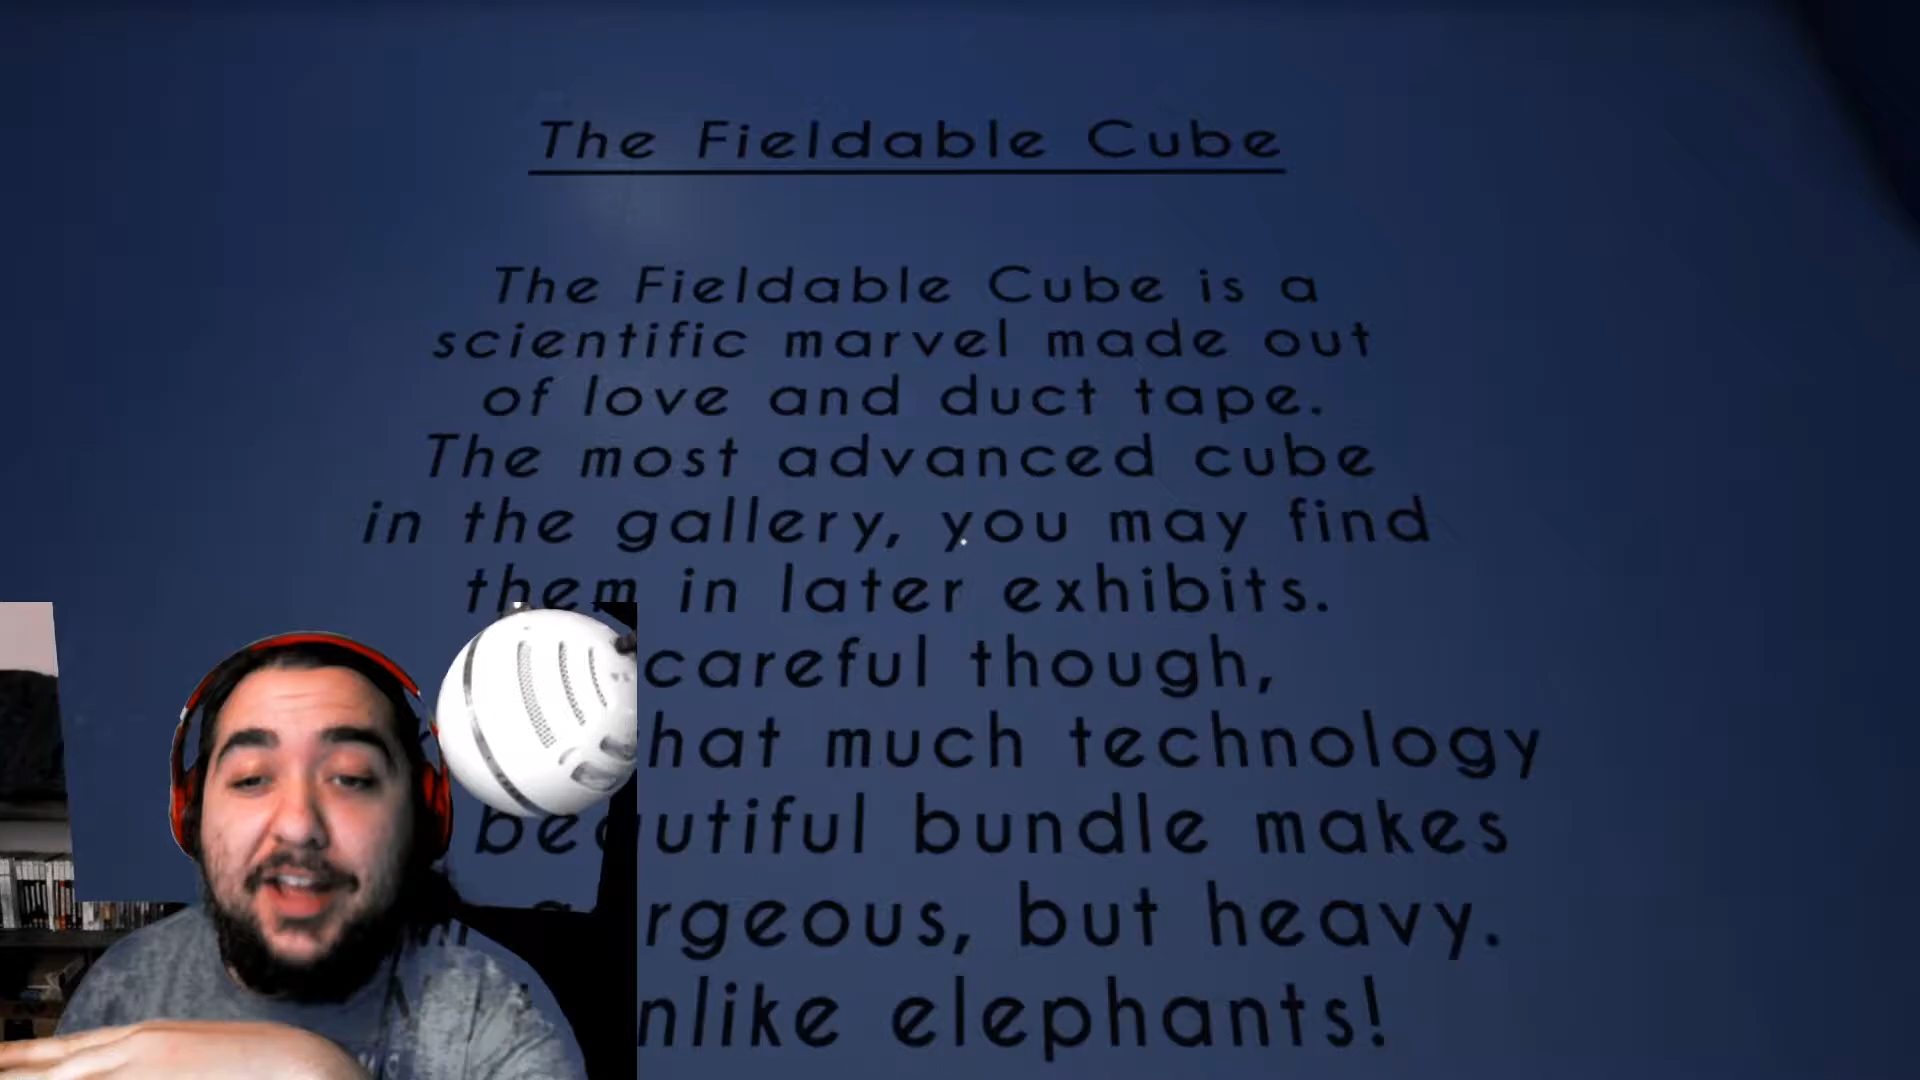 The Fieldable Cube
The Fieldable Cube is a
scientific marvel made out
of love and duct tape.
The most advanced cube
in the gallery, you may find
them in later exhibits.
careful though,
much technology
beautiful bundle makes
but heavy.
elephants!